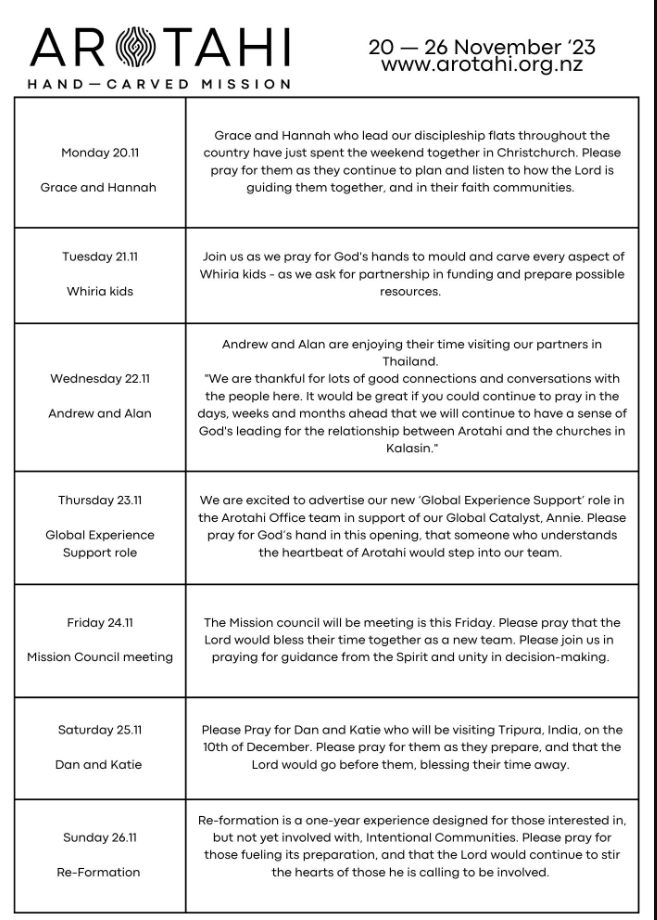 AROTAHI
HAND—CARVED MISSION
20 — 26 November ‘23
www.arotahi.org.nz
Monday 20.11
Grace and Hannah
Grace and Hannah who lead our discipleship flats throughout the
country have just spent the weekend together in Christchurch. Please
pray for them as they continue to plan and listen to how the Lord is
guiding them together, and in their faith communities.
Tuesday 21.11
Whiria kids
Join us as we pray for God's hands to mould and carve every aspect of
Whiria kids - as we ask for partnership in funding and prepare possible
resources.
Wednesday 22.11
Andrew and Alan
Andrew and Alan are enjoying their time visiting our partners in
Thailand.
"We are thankful for lots of good connections and conversations with
the people here. It would be great if you could continue to pray in the
days, weeks and months ahead that we will continue to have a sense of
God's leading for the relationship between Arotahi and the churches in
Kalasin."
Thursday 23.11
Global Experience
Support role
We are excited to advertise our new ‘Global Experience Support’ role in
the Arotahi Office team in support of our Global Catalyst, Annie. Please
pray for God’s hand in this opening, that someone who understands
the heartbeat of Arotahi would step into our team.
Friday 24.11
Mission Council meeting
The Mission council will be meeting is this Friday. Please pray that the
Lord would bless their time together as a new team. Please join us in
praying for guidance from the Spirit and unity in decision-making.
Saturday 25.11
Dan and Katie
Please Pray for Dan and Katie who will be visiting Tripura, India, on the
10th of December. Please pray for them as they prepare, and that the
Lord would go before them, blessing their time away.
Sunday 26.11
Re-Formation
Re-formation is a one-year experience designed for those interested in,
but not yet involved with, Intentional Communities. Please pray for
those fueling its preparation, and that the Lord would continue to stir
the hearts of those he is calling to be involved.